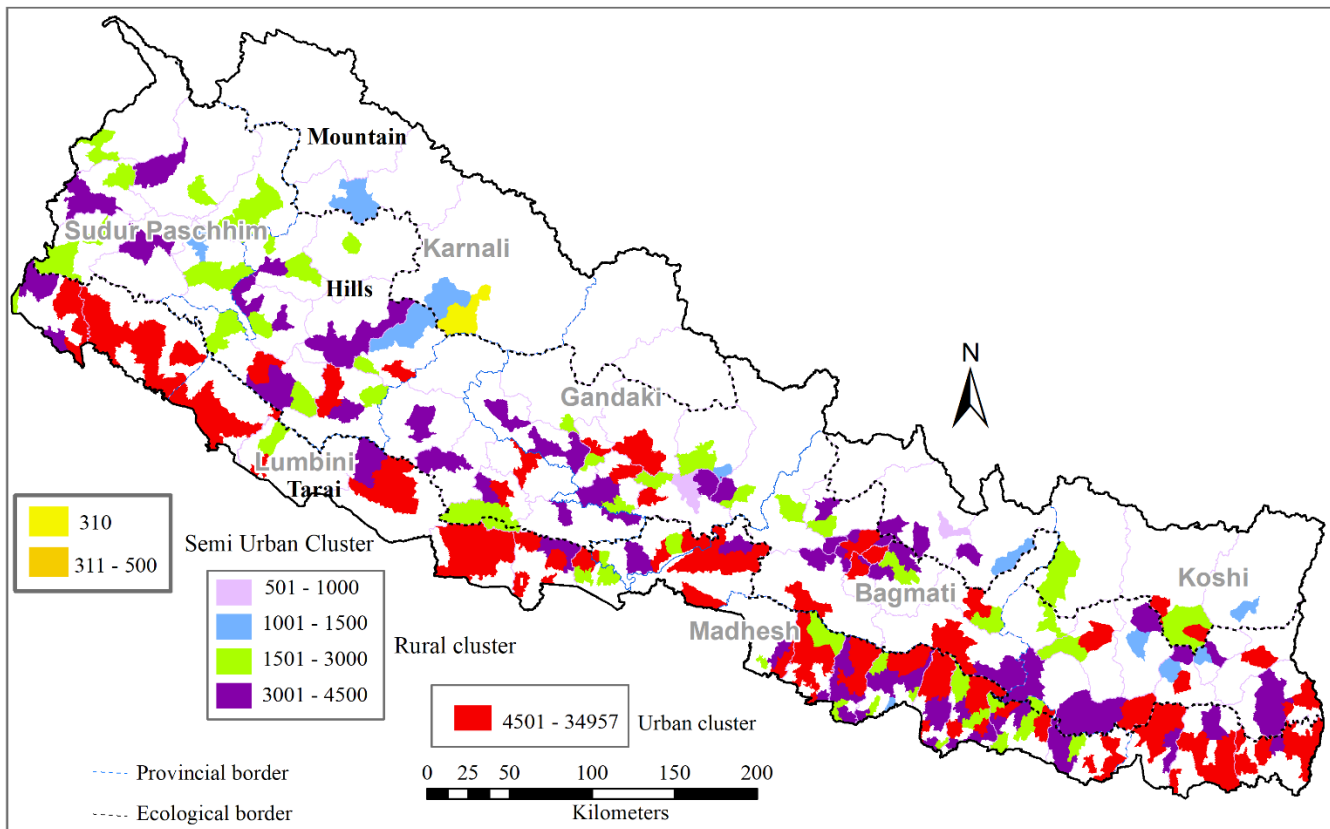 Mountain
Sudur Paschhim
Karnali
Hills
N
Gandaki
Lumbini
Tarai
310
311 - 500
Semi Urban Cluster
501 - 1000
1001 - 1500
1501 - 3000
3001 - 4500
Rural cluster
Koshi
Bagmati
Madhesh
4501 - 34957
Urban cluster
Provincial border
Ecological border
0 25 50 100 150 200
Kilometers